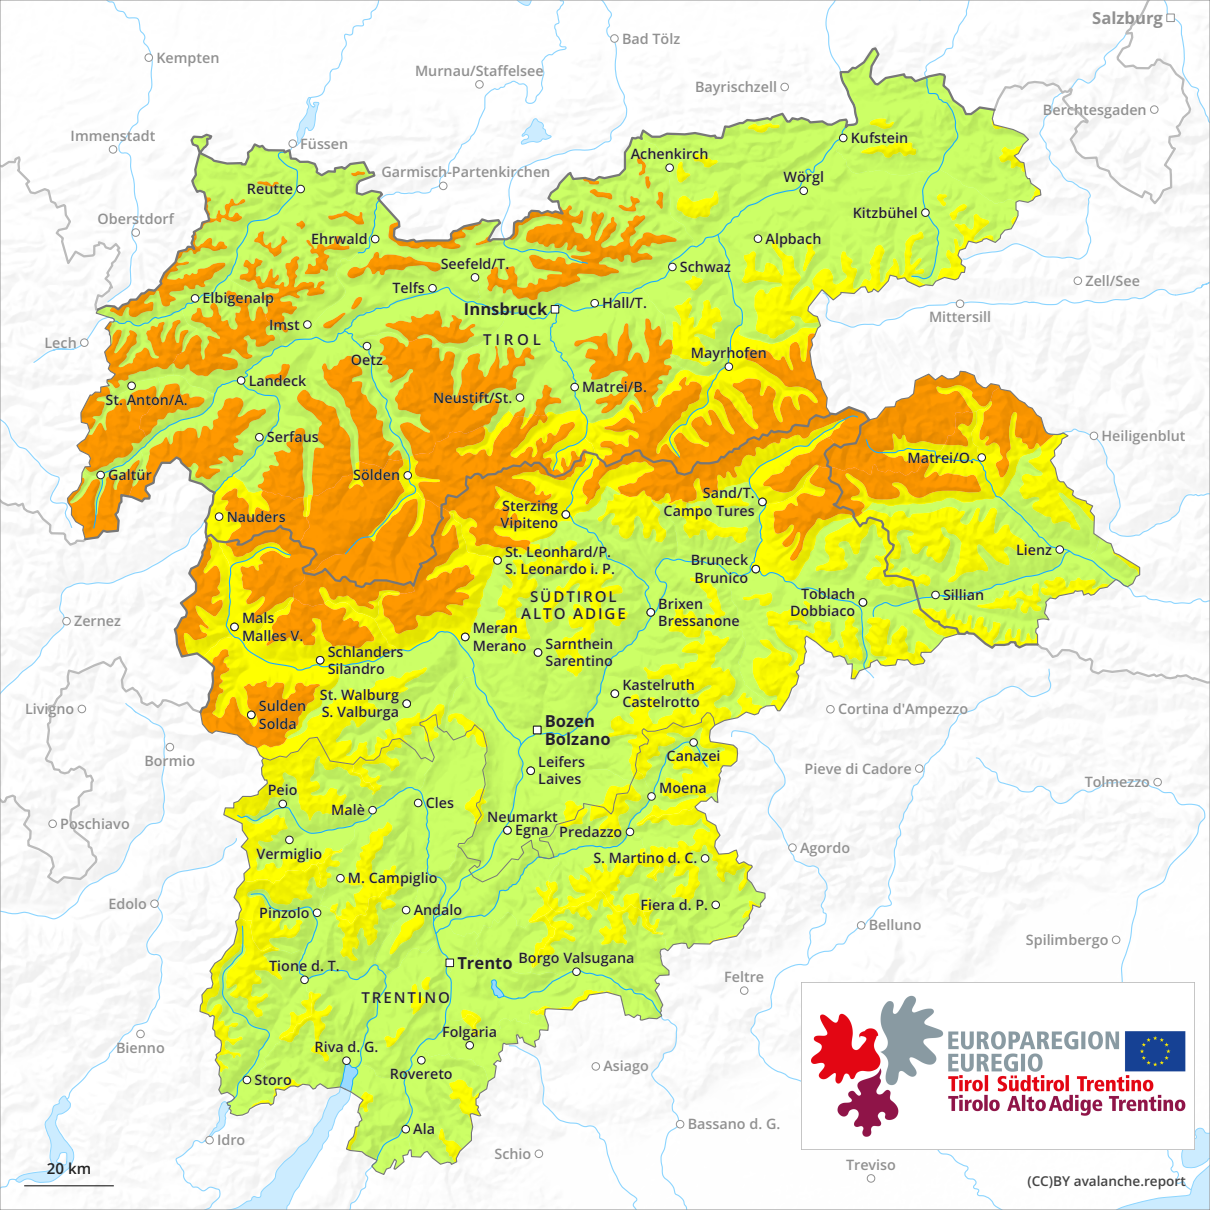 Salzburg
Bad Tölz
Kempten
Murnau/Staffelsee
Bayrischzell
Berchtesgaden
Immenstadt
Füssen
Kufstein
Achenkirch
Garmisch-Partenkirchen
Wörgl
Reutte
Oberstdorf
Kitzbühel
Ehrwald
Alpbach
Seefeld/T.
Schwaz
Zell/See
Telfs
Elbigenalp
Hall/T.
Innsbruck
Mittersill
Imst
TIROL
Lech
Mayrhofen
Oetz
Landeck
Matrei/B.
St. Anton/A.
Neustift/St.
Serfaus
Heiligenblut
Matrei/O.
Galtür
Sölden
Sand/T.
Campo Tures
Sterzing
Vipiteno
Nauders
St. Leonhard/P.
S. Leonardo i. P.
Lienz
Bruneck
Brunico
SÜDTIROL
ALTO ADIGE
Toblach
Dobbiaco
Sillian
Brixen
Bressanone
Zernez
Mals
Malles V.
Meran
Merano
Sarnthein
Sarentino
Schlanders
Silandro
Kastelruth
Castelrotto
St. Walburg
S. Valburga
Livigno
Sulden
Solda
Cortina d'Ampezzo
Bozen
Bolzano
Bormio
Canazei
Leifers
Laives
Pieve di Cadore
Tolmezzo
Peio
Moena
Malè
Cles
Neumarkt
Egna
Predazzo
Poschiavo
Vermiglio
S. Martino d. C.
Agordo
M. Campiglio
Edolo
Pinzolo
Andalo
Fiera d. P.
Belluno
Spilimbergo
Trento
Borgo Valsugana
Tione d. T.
Feltre
TRENTINO
Folgaria
Bienno
Riva d. G.
Rovereto
Asiago
Storo
EUROPAREGION
EUREGIO
Tirol Südtirol Trentino
Tirolo Alto Adige Trentino
Ala
Bassano d. G.
Idro
Schio
Treviso
20 km
(CC)BY avalanche.report